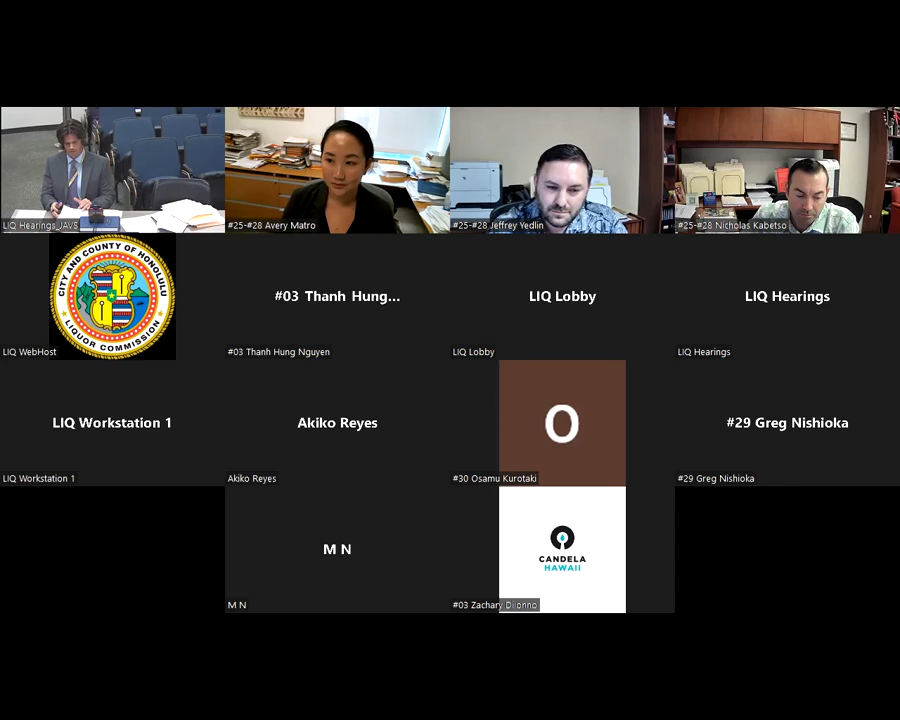 LIQ Hearings_JAVS
#25-#28 Avery Matro
#25-#28 Jeffrey Yedlin
#25-#28 Nicholas Kabetso
CITY AND COUNTY OF HONOLULU
LIQUOR COMMISSION
LIQ WebHost
#03 Thanh Hung...
#03 Thanh Hung Nguyen
LIQ Lobby
LIQ Lobby
LIQ Hearings
LIQ Hearings
LIQ Workstation 1
LIQ Workstation 1
Akiko Reyes
Akiko Reyes
O
#30 Osamu Kurotaki
#29 Greg Nishioka
#29 Greg Nishioka
M N
M N
CANDELA
HAWAII
#03 Zachary DiIonno